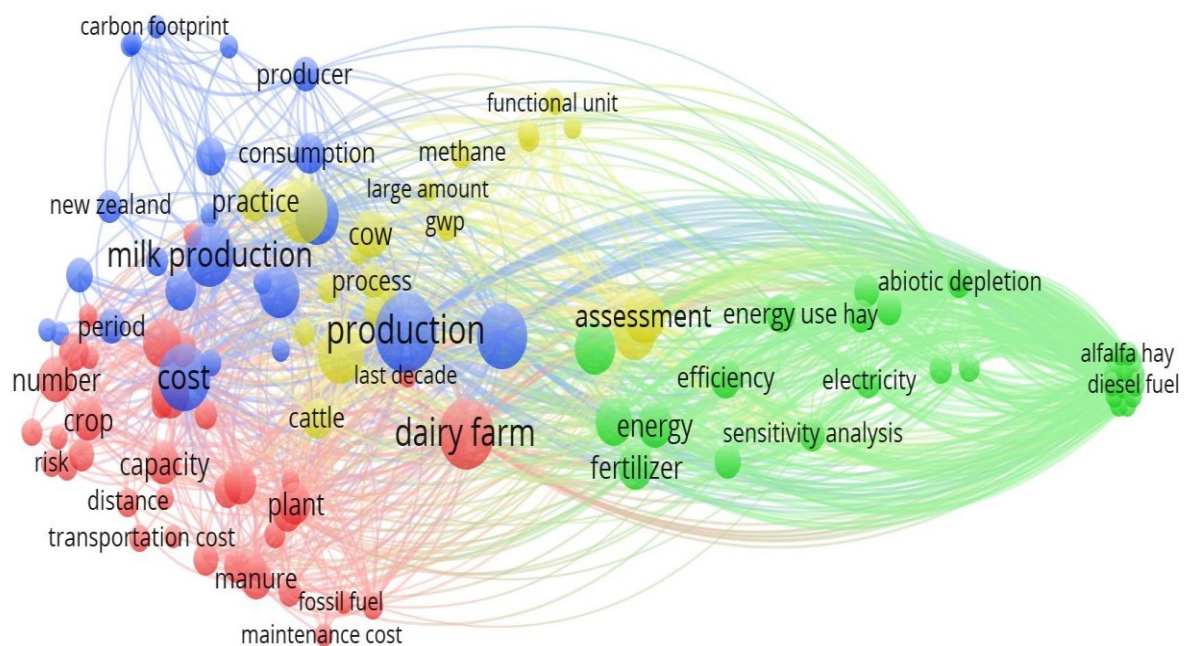 carbon footprint
producer
functional unit
consumption
methane
large amount
practice
new zealand
gwp
cow
milk production
process
abiotic depletion
period
production
assessment
energy use hay
alfalfa hay
last decade
cost
number
efficiency
electricity
diesel fuel
crop
cattle
dairy farm
energy
sensitivity analysis
risk
capacity
fertilizer
distance
plant
transportation cost
manure
fossil fuel
maintenance cost